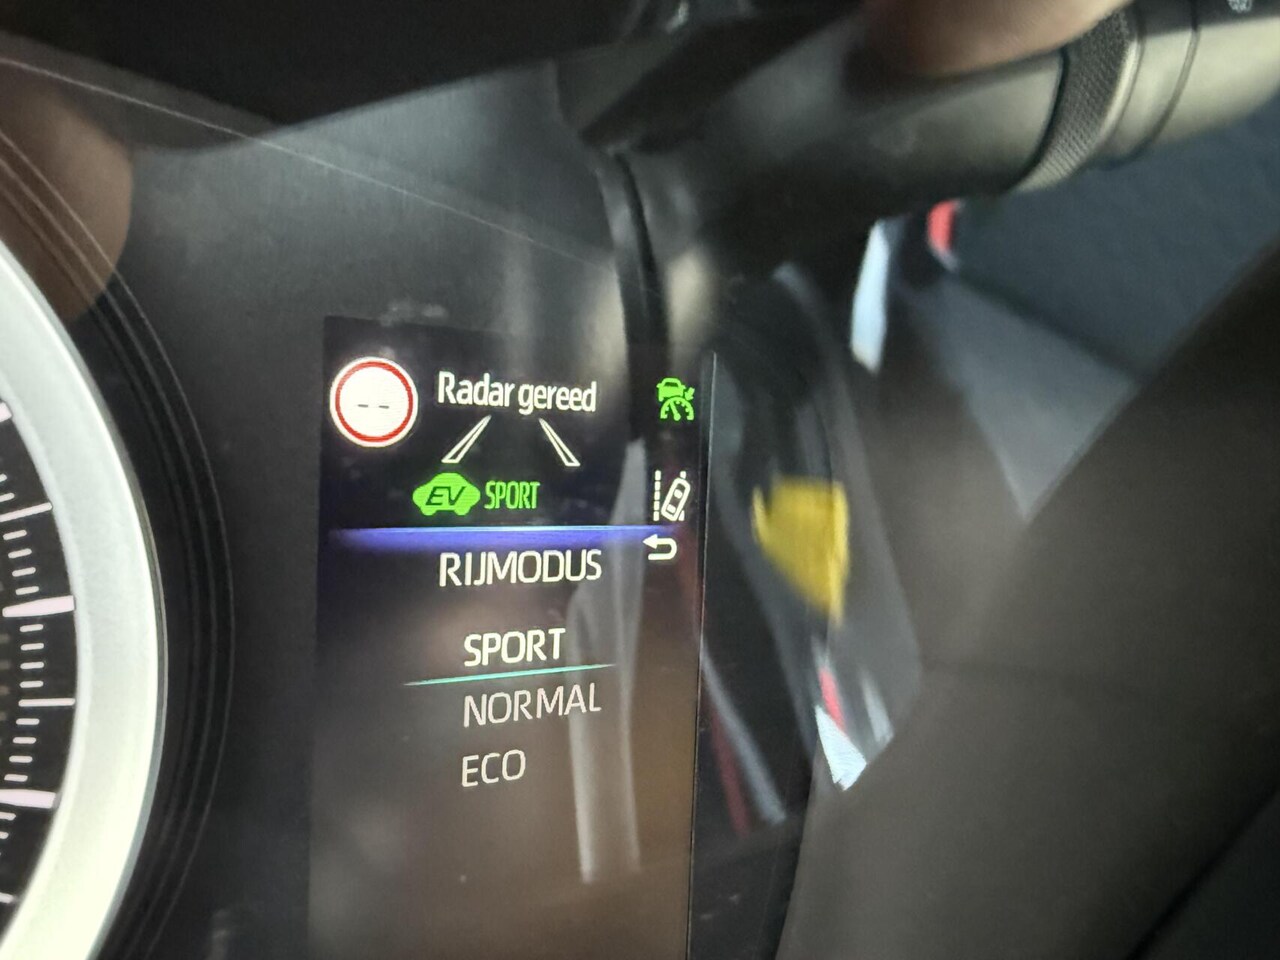 --
Radar gereed
EV SPORT
RIJMODUS
SPORT
NORMAL
ECO